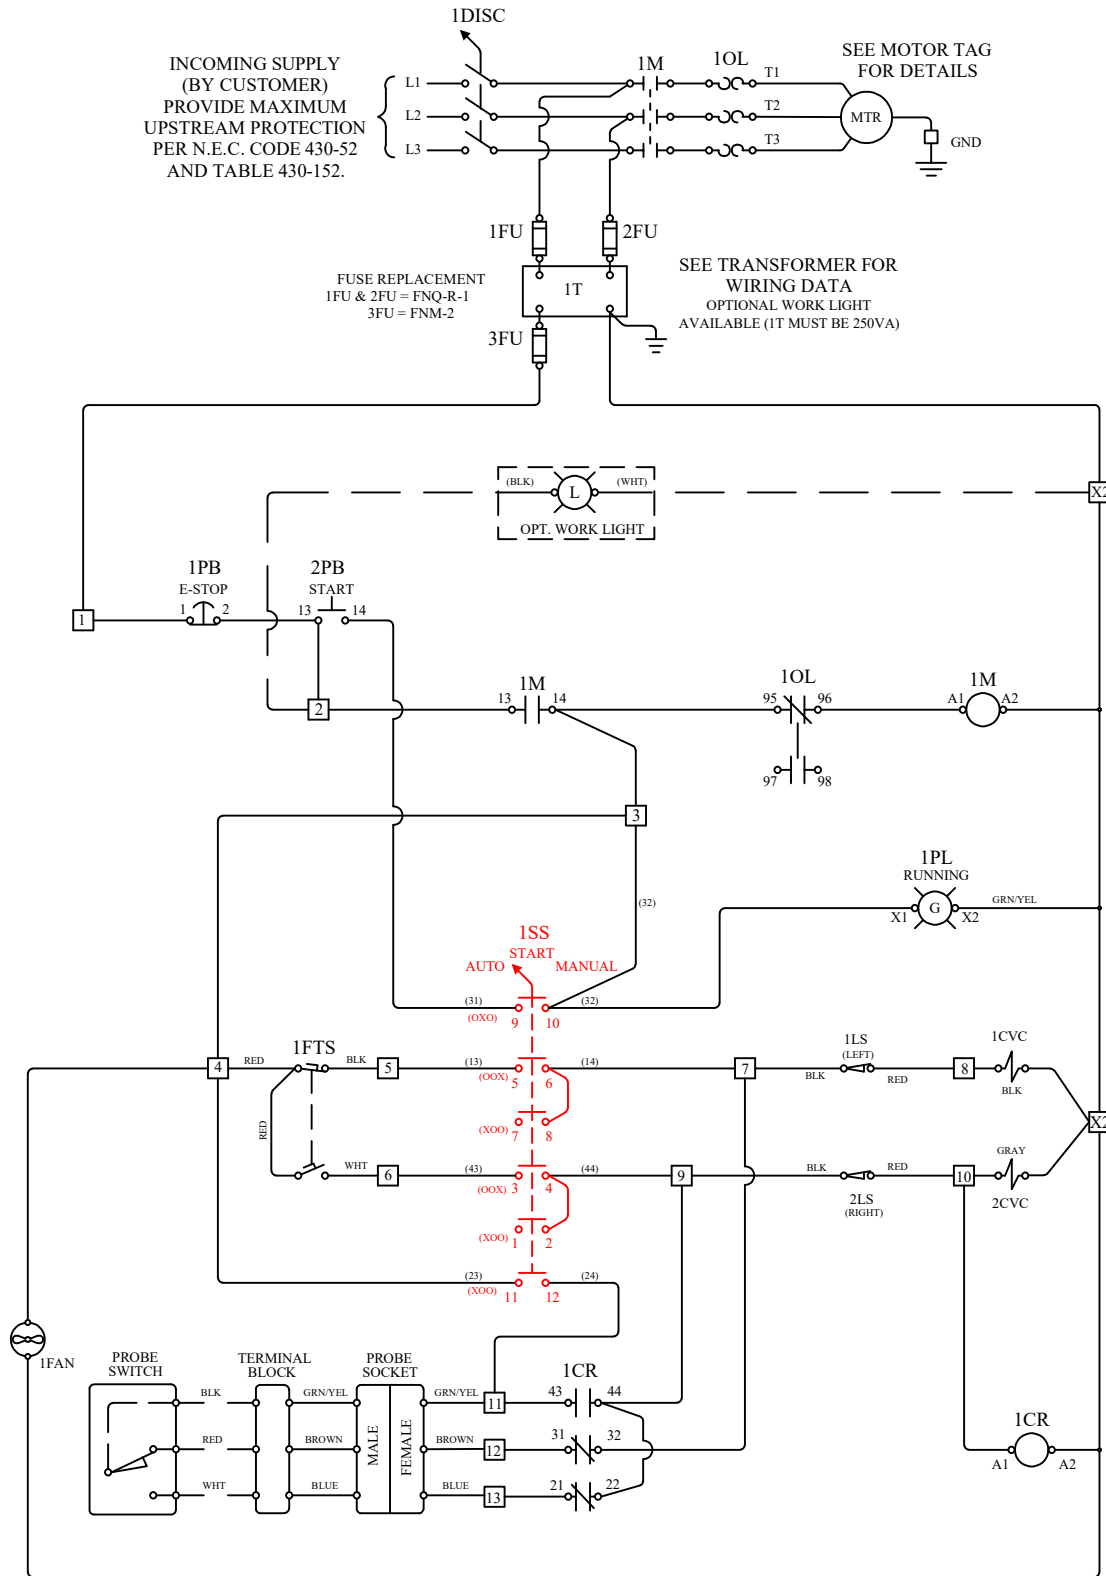 1DISC
INCOMING SUPPLY
(BY CUSTOMER)
PROVIDE MAXIMUM
UPSTREAM PROTECTION
PER N.E.C. CODE 430-52
AND TABLE 430-152.
L1
L2
L3
1M
1OL
T1
T2
T3
MTR
SEE MOTOR TAG
FOR DETAILS
GND
1FU
2FU
FUSE REPLACEMENT
1FU & 2FU = FNQ-R-1
3FU = FNM-2
1T
SEE TRANSFORMER FOR
WIRING DATA
OPTIONAL WORK LIGHT
AVAILABLE (1T MUST BE 250VA)
3FU
(BLK)
L
(WHT)
OPT. WORK LIGHT
X2
1PB
E-STOP
1
1
2
2PB
START
13
14
2
1M
13
14
1OL
95
96
97
98
1M
A1
A2
3
(32)
1PL
RUNNING
X1
G
X2
GRN/YEL
1SS
START
AUTO
MANUAL
(31)
(OXO)
9
10
(32)
4
RED
1FTS
BLK
5
(13)
(OOX)
5
6
(14)
7
BLK
1LS
(LEFT)
RED
8
1CVC
BLK
X2
(XOO)
7
8
RED
WHT
6
(43)
(OOX)
3
4
(44)
9
BLK
2LS
(RIGHT)
RED
10
GRAY
2CVC
(XOO)
1
2
(23)
(XOO)
11
12
(24)
1FAN
PROBE
SWITCH
TERMINAL
BLOCK
PROBE
SOCKET
MALE
FEMALE
BLK
GRN/YEL
GRN/YEL
11
1CR
43
44
RED
BROWN
BROWN
12
31
32
WHT
BLUE
BLUE
13
21
22
1CR
A1
A2